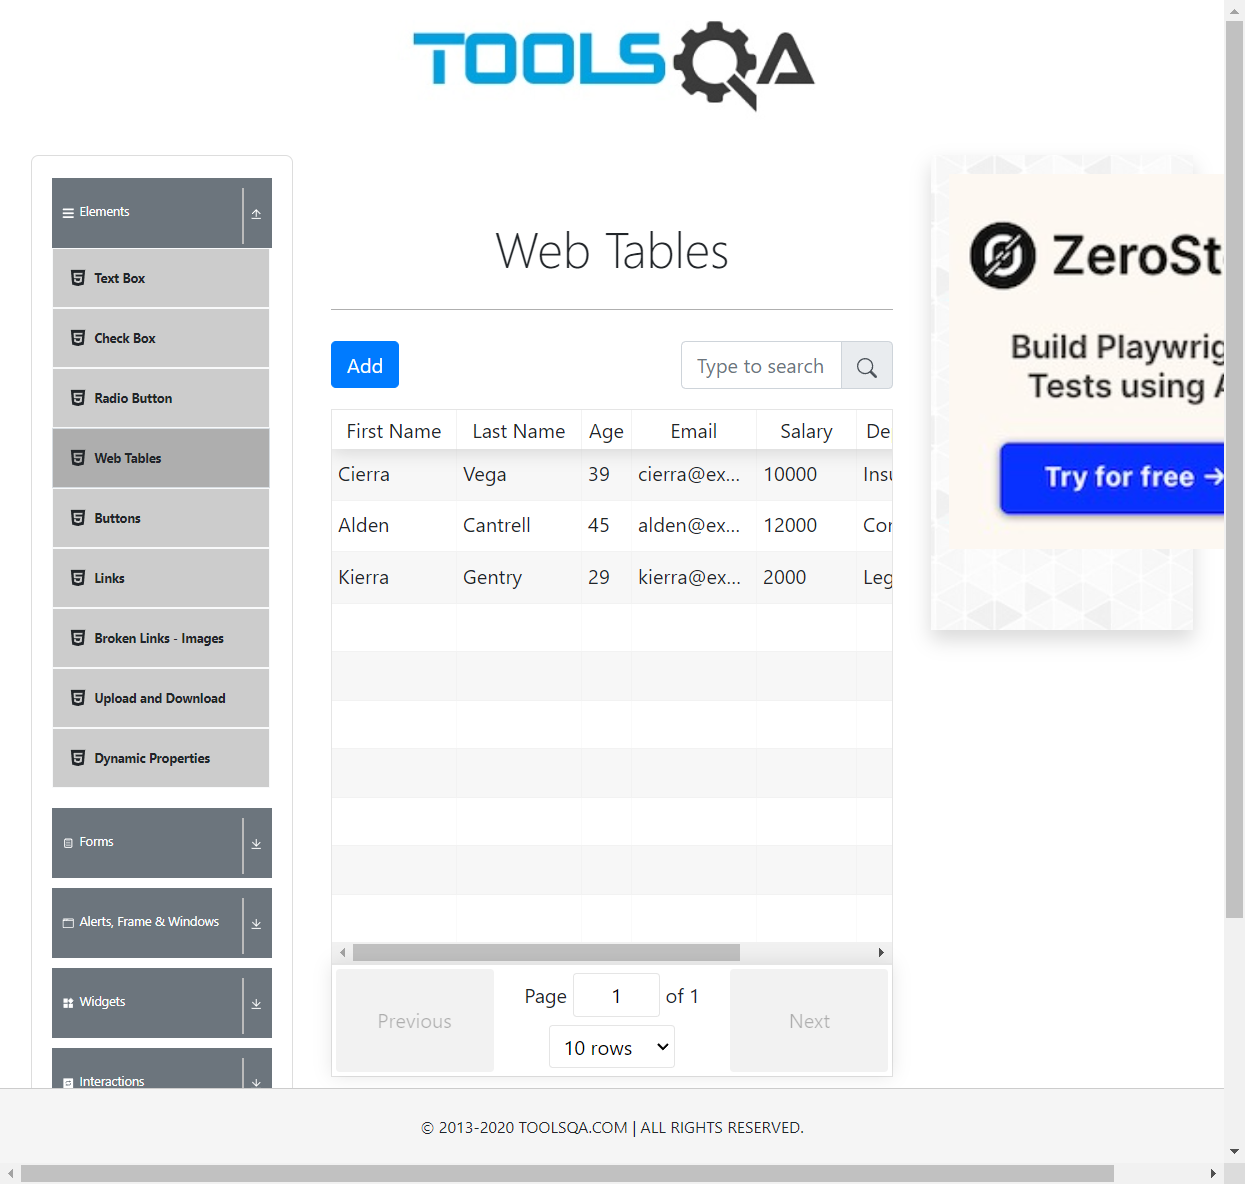 TOOLSQA
Elements
Text Box
Check Box
Radio Button
Web Tables
Buttons
Links
Broken Links - Images
Upload and Download
Dynamic Properties
Forms
Alerts, Frame & Windows
Widgets
Interactions
Web Tables
Add
Type to search
First Name Last Name Age Email Salary De
Cierra Vega 39 cierra@ex... 10000 Insu
Alden Cantrell 45 alden@ex... 12000 Cor
Kierra Gentry 29 kierra@ex... 2000 Leg
Previous
Page 1 of 1
10 rows
Next
ZeroSt
Build Playwrig
Tests using A
Try for free →
© 2013-2020 TOOLSQA.COM | ALL RIGHTS RESERVED.